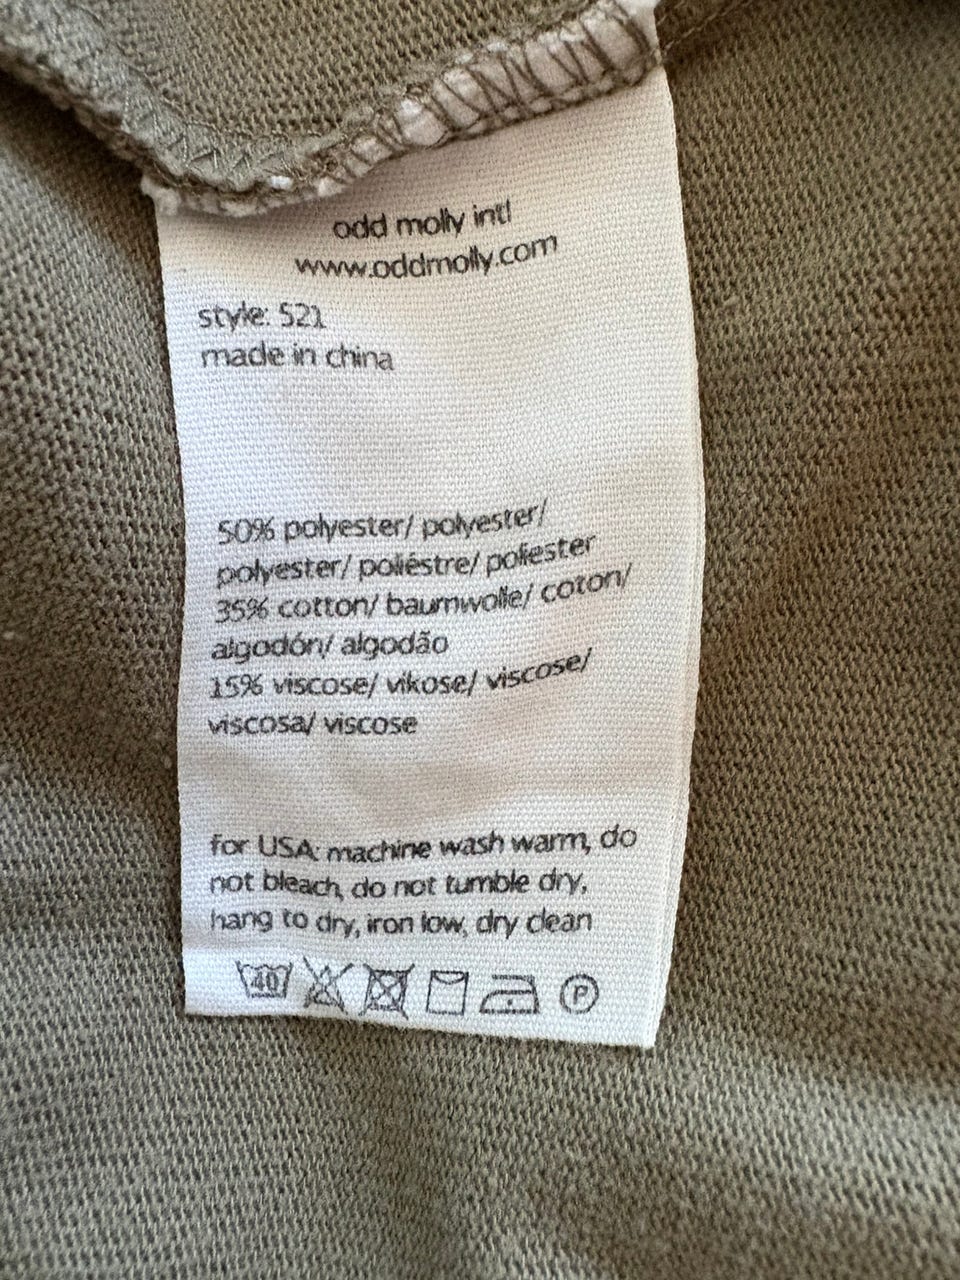 odd molly int'l
www.oddmolly.com
style: 521
made in china
50% polyester/ polyester/
polyester/ poliéstre/ poliester
35% cotton/ baumwolle/ coton/
algodón/ algodão
15% viscose/ vikose/ viscose/
viscosa/ viscose
for USA: machine wash warm, do
not bleach, do not tumble dry,
hang to dry, iron low, dry clean
40 P